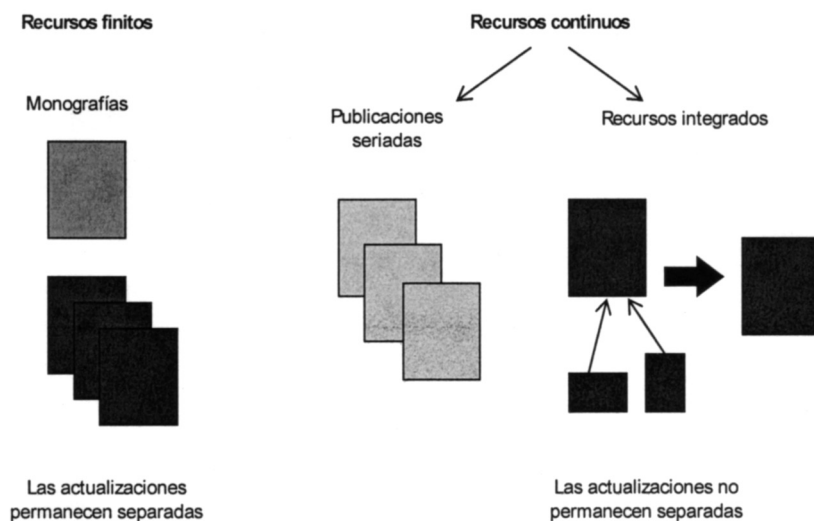 Recursos finitos
Recursos continuos
Monografías
Publicaciones
seriadas
Recursos integrados
Las actualizaciones
permanecen separadas
Las actualizaciones no
permanecen separadas